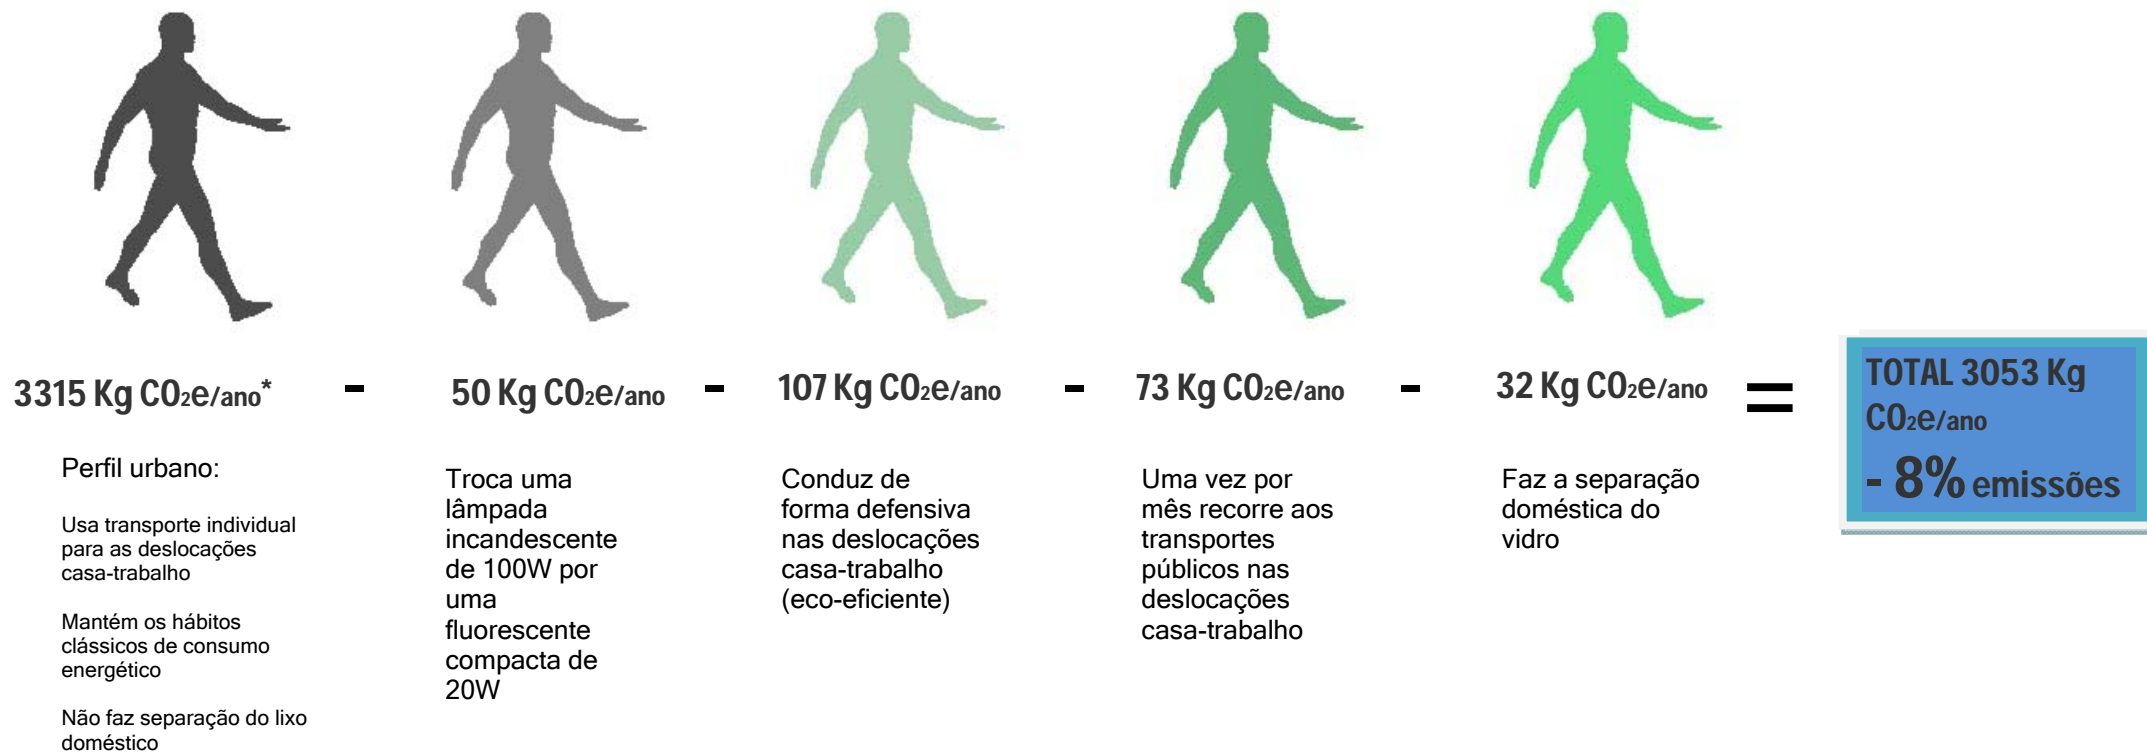 3315 Kg CO₂e/ano* - 50 Kg CO₂e/ano - 107 Kg CO₂e/ano - 73 Kg CO₂e/ano - 32 Kg CO₂e/ano =
TOTAL 3053 Kg
CO₂e/ano
- 8% emissões
Perfil urbano:
Usa transporte individual
para as deslocações
casa-trabalho
Mantém os hábitos
clássicos de consumo
energético
Não faz separação do lixo
doméstico
Troca uma
lâmpada
incandescente
de 100W por
uma
fluorescente
compacta de
20W
Conduz de
forma defensiva
nas deslocações
casa-trabalho
(eco-eficiente)
Uma vez por
mês recorre aos
transportes
públicos nas
deslocações
casa-trabalho
Faz a separação
doméstica do
vidro